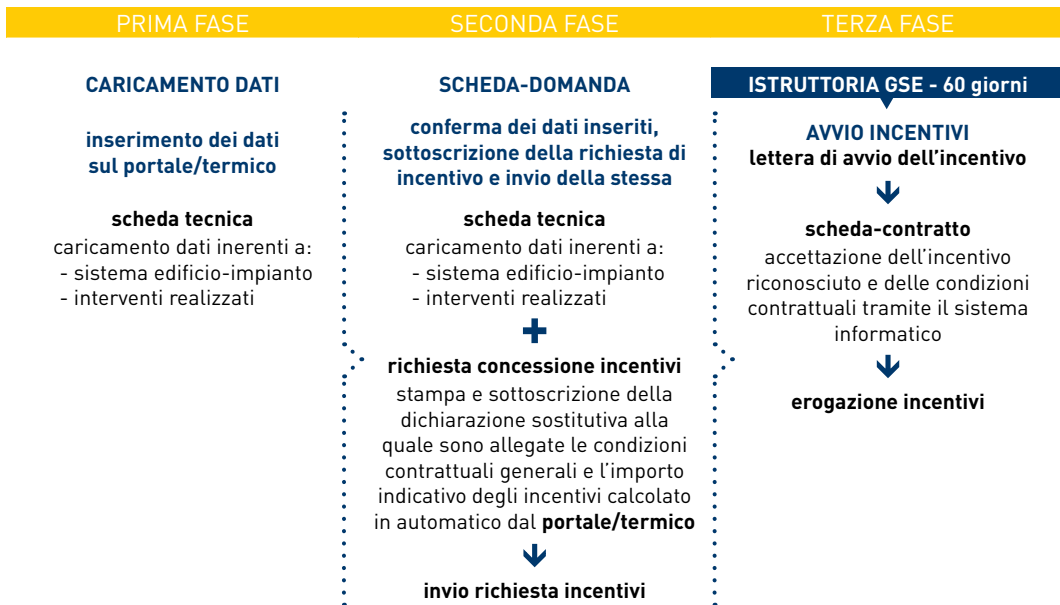 PRIMA FASE
CARICAMENTO DATI
inserimento dei dati
sul portale/termico
scheda tecnica
caricamento dati inerenti a:
- sistema edificio-impianto
- interventi realizzati
SECONDA FASE
SCHEDA-DOMANDA
conferma dei dati inseriti,
sottoscrizione della richiesta di
incentivo e invio della stessa
scheda tecnica
caricamento dati inerenti a:
- sistema edificio-impianto
- interventi realizzati
+
richiesta concessione incentivi
stampa e sottoscrizione della
dichiarazione sostitutiva alla
quale sono allegate le condizioni
contrattuali generali e l'importo
indicativo degli incentivi calcolato
in automatico dal portale/termico
invio richiesta incentivi
TERZA FASE
ISTRUTTORIA GSE - 60 giorni
AVVIO INCENTIVI
lettera di avvio dell'incentivo
scheda-contratto
accettazione dell'incentivo
riconosciuto e delle condizioni
contrattuali tramite il sistema
informatico
erogazione incentivi